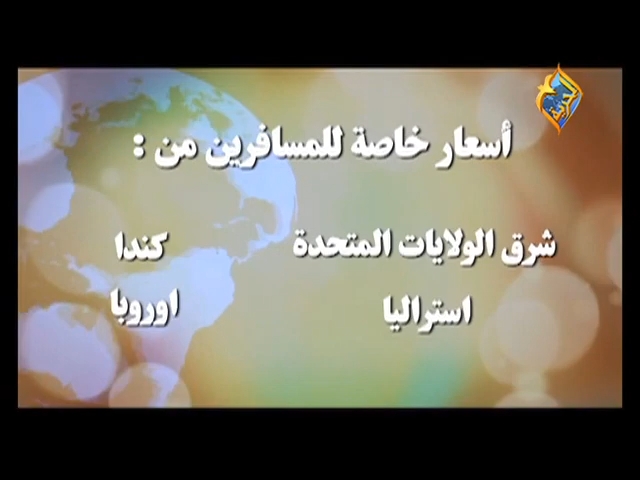 أسعار خاصة للمسافرين من :
شرق الولايات المتحدة
كندا
استراليا
اوروبا